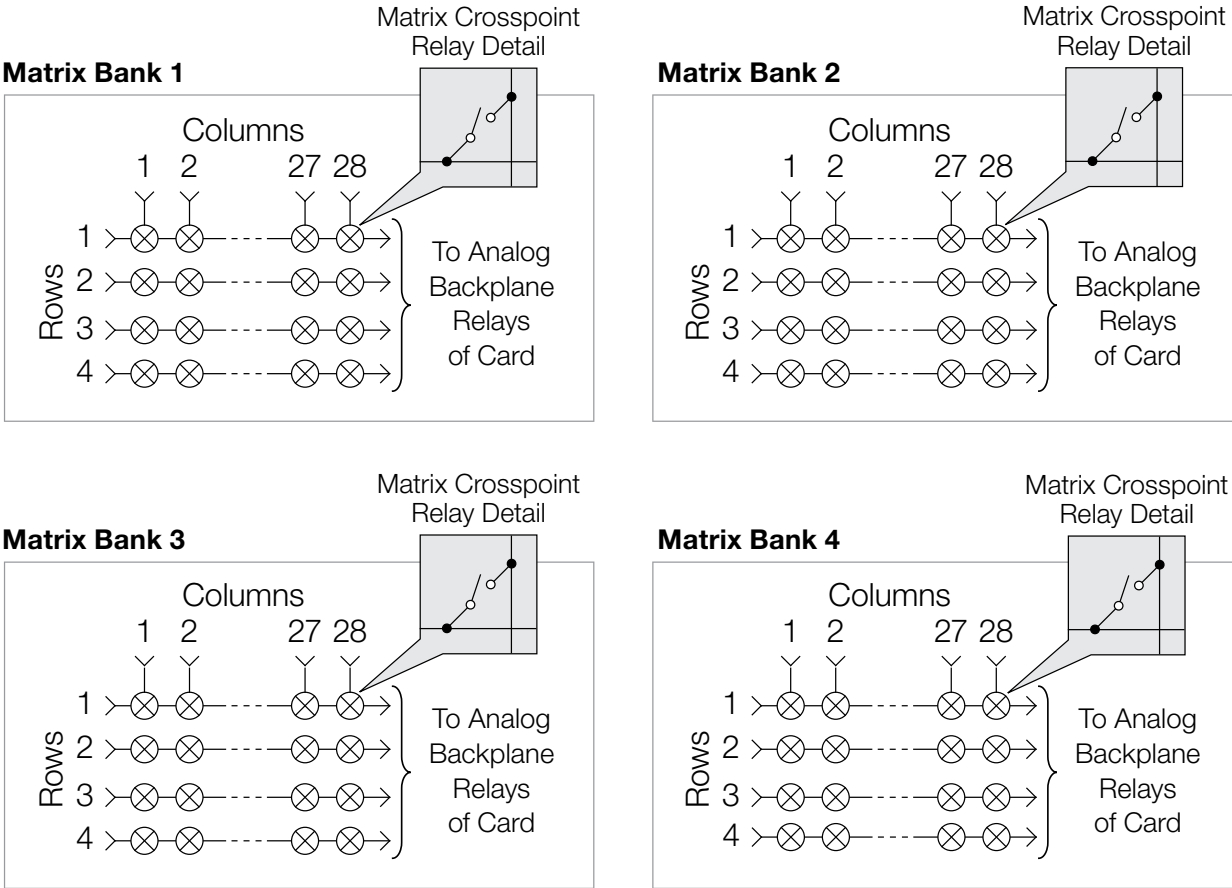 Matrix Crosspoint
Relay Detail
Matrix Bank 1
Columns
1 2 27 28
Rows
1
2
3
4
To Analog
Backplane
Relays
of Card
Matrix Crosspoint
Relay Detail
Matrix Bank 2
Columns
1 2 27 28
Rows
1
2
3
4
To Analog
Backplane
Relays
of Card
Matrix Crosspoint
Relay Detail
Matrix Bank 3
Columns
1 2 27 28
Rows
1
2
3
4
To Analog
Backplane
Relays
of Card
Matrix Crosspoint
Relay Detail
Matrix Bank 4
Columns
1 2 27 28
Rows
1
2
3
4
To Analog
Backplane
Relays
of Card